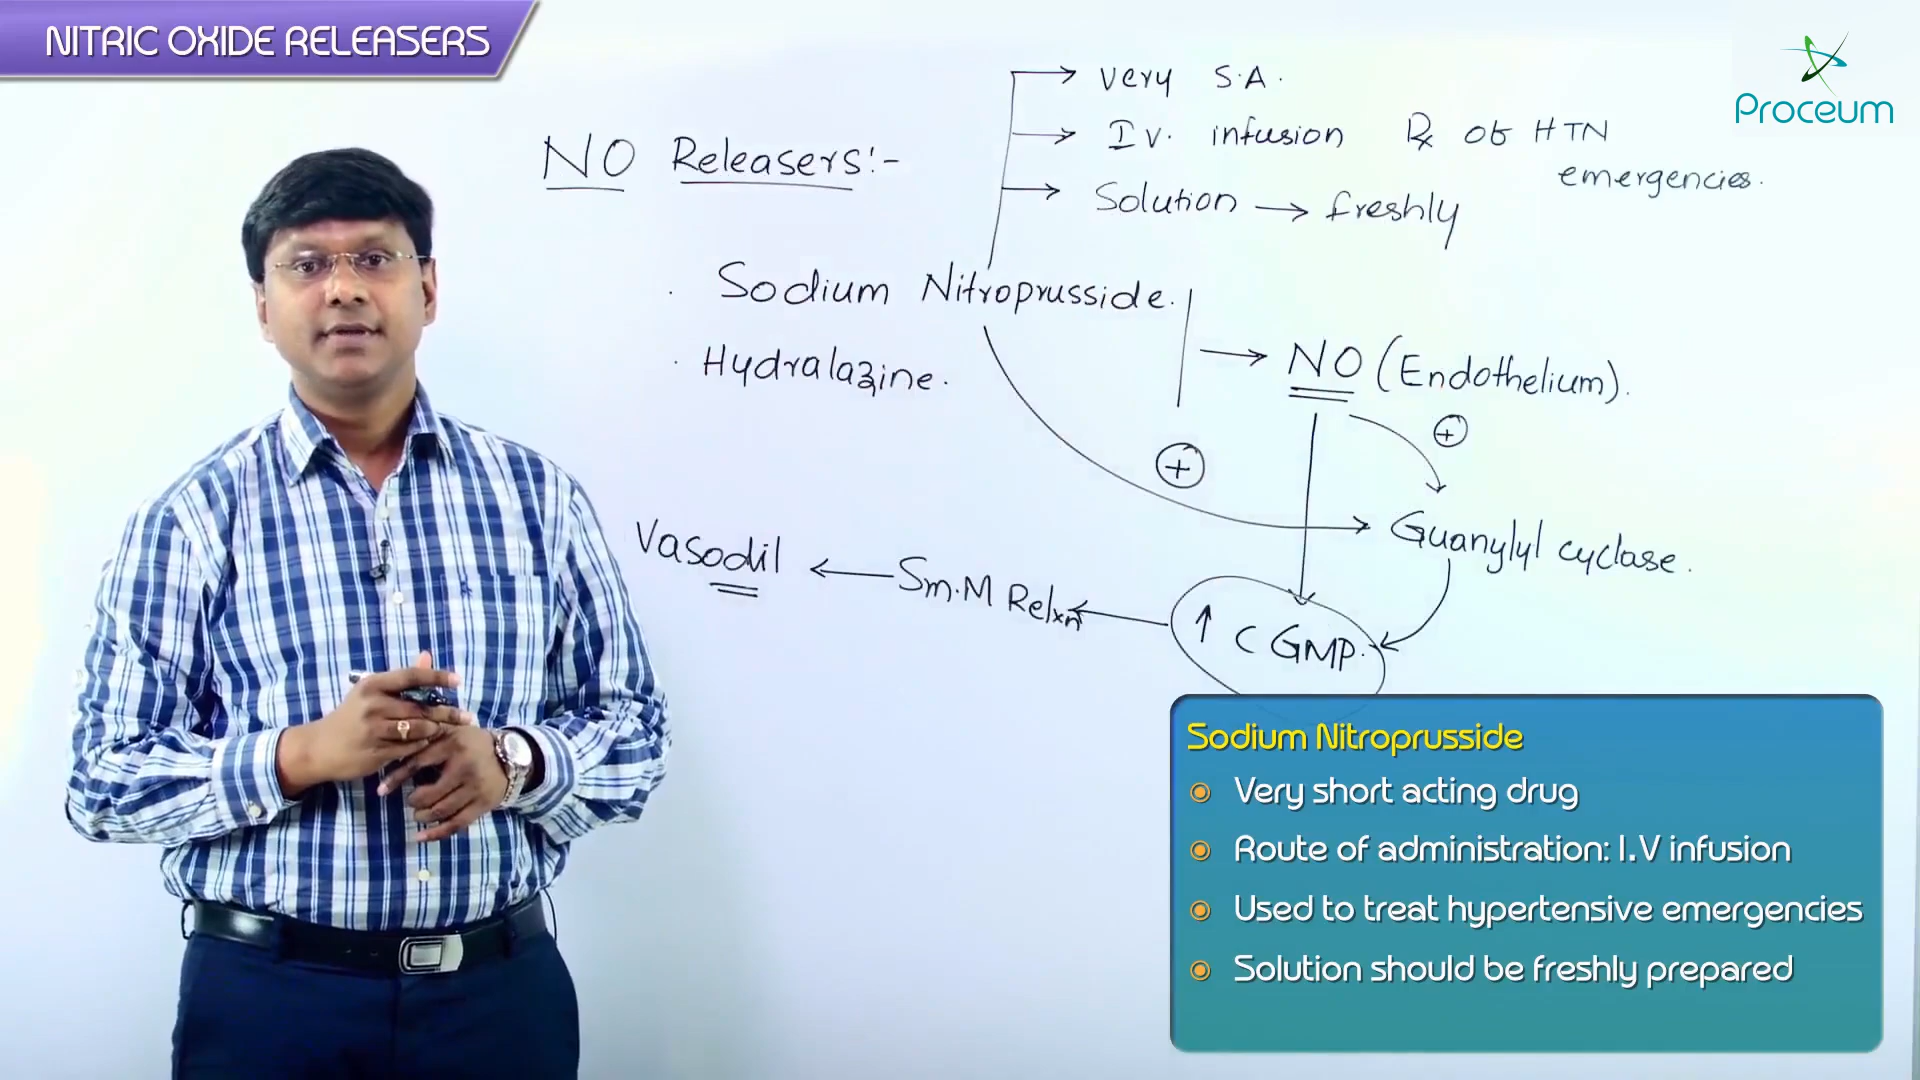 NITRIC OXIDE RELEASERS
Proceum
NO Releasers:-
→ Very S.A.
→ I.V. infusion Rx of HTN
emergencies.
→ Solution → freshly
. Sodium Nitroprusside.
. Hydralazine.
→ NO (Endothelium).
+
+
Guanylyl cyclase.
Vasodil ← Sm.M Relxn ← ↑ C GMP.
Sodium Nitroprusside
Very short acting drug
Route of administration: I.V infusion
Used to treat hypertensive emergencies
Solution should be freshly prepared